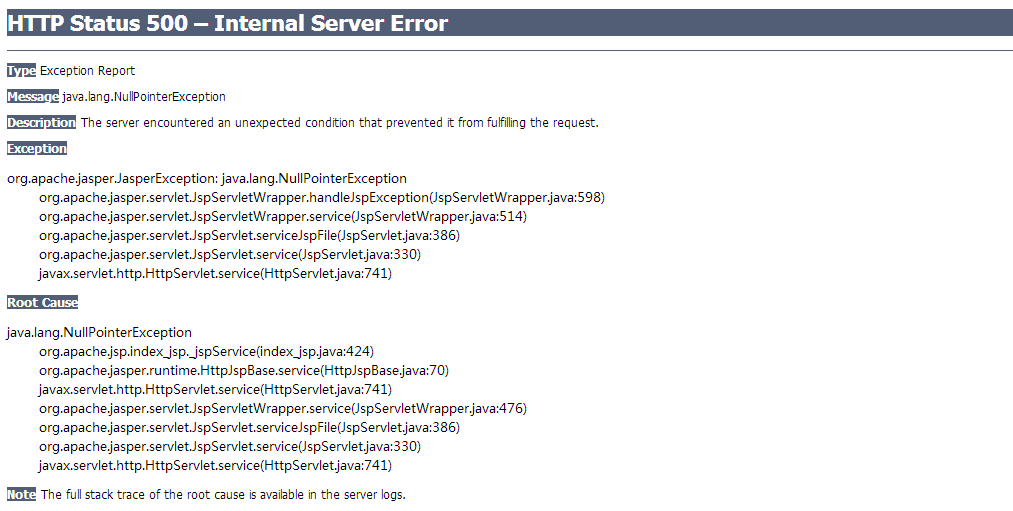 HTTP Status 500 – Internal Server Error
Type Exception Report
Message java.lang.NullPointerException
Description The server encountered an unexpected condition that prevented it from fulfilling the request.
Exception
org.apache.jasper.JasperException: java.lang.NullPointerException
org.apache.jasper.servlet.JspServletWrapper.handleJspException(JspServletWrapper.java:598)
org.apache.jasper.servlet.JspServletWrapper.service(JspServletWrapper.java:514)
org.apache.jasper.servlet.JspServlet.serviceJspFile(JspServlet.java:386)
org.apache.jasper.servlet.JspServlet.service(JspServlet.java:330)
javax.servlet.http.HttpServlet.service(HttpServlet.java:741)
Root Cause
java.lang.NullPointerException
org.apache.jsp.index_jsp._jspService(index_jsp.java:424)
org.apache.jasper.runtime.HttpJspBase.service(HttpJspBase.java:70)
javax.servlet.http.HttpServlet.service(HttpServlet.java:741)
org.apache.jasper.servlet.JspServletWrapper.service(JspServletWrapper.java:476)
org.apache.jasper.servlet.JspServlet.serviceJspFile(JspServlet.java:386)
org.apache.jasper.servlet.JspServlet.service(JspServlet.java:330)
javax.servlet.http.HttpServlet.service(HttpServlet.java:741)
Note The full stack trace of the root cause is available in the server logs.